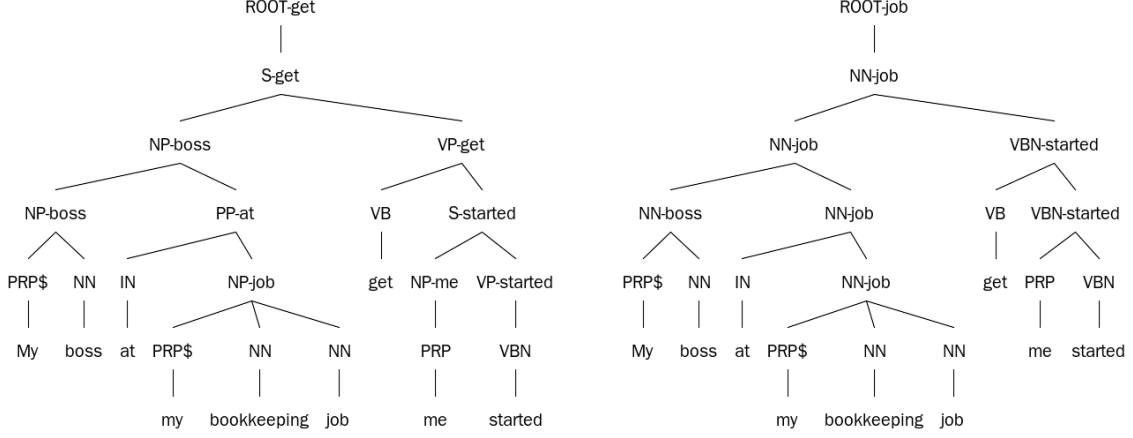 ROOT-get ROOT-job
S-get NN-job
NP-boss VP-get NN-job VBN-started
NP-boss PP-at VB S-started NN-boss NN-job VB VBN-started
PRP$ NN IN NP-job get NP-me VP-started PRP$ NN IN NN-job get PRP VBN
My boss at PRP$ NN NN PRP VBN My boss at PRP$ NN NN me started
my bookkeeping job me started my bookkeeping job